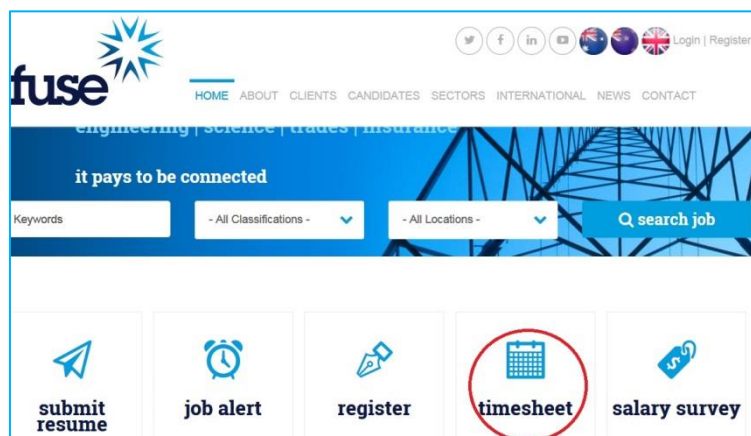 Login | Register
fuse
HOME ABOUT CLIENTS CANDIDATES SECTORS INTERNATIONAL NEWS CONTACT
engineering | science | trades | insurance
it pays to be connected
Keywords
- All Classifications -
- All Locations -
search job
submit
resume
job alert
register
timesheet
salary survey